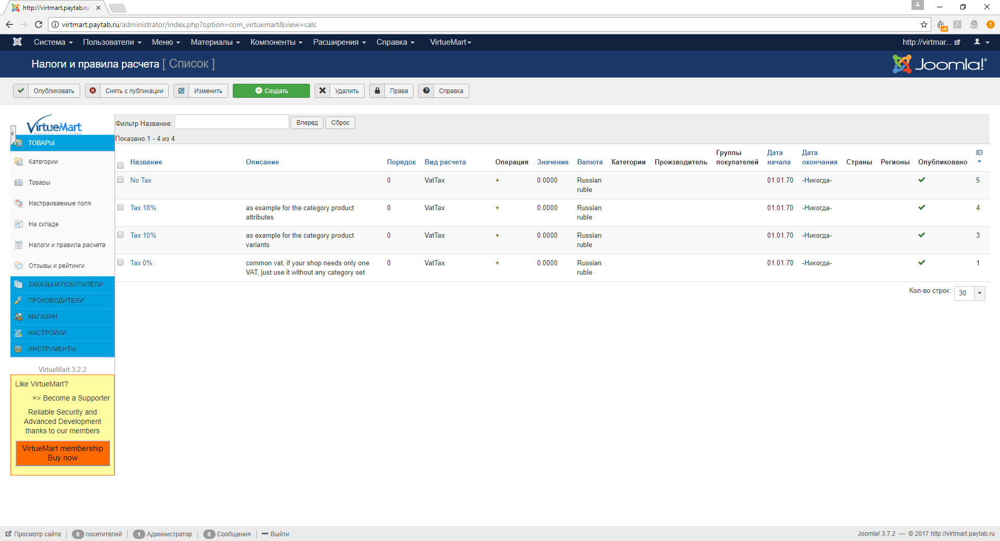 http://virtmart.paytab.ru
virtmart.paytab.ru/administrator/index.php?option=com_virtuemart&view=calc
off
Система Пользователи Меню Материалы Компоненты Расширения Справка VirtueMart http://virtmar...
Налоги и правила расчета [ Список ]
Joomla!®
Опубликовать Снять с публикации Изменить Создать Удалить Права Справка
VirtueMart
free online shop solution
ТОВАРЫ
Категории
Товары
Настраиваемые поля
На складе
Налоги и правила расчета
Отзывы и рейтинги
ЗАКАЗЫ И ПОКУПАТЕЛИ
ПРОИЗВОДИТЕЛИ
МАГАЗИН
НАСТРОЙКИ
ИНСТРУМЕНТЫ
VirtueMart 3.2.2
Like VirtueMart?
=> Become a Supporter
Reliable Security and
Advanced Development
thanks to our members
VirtueMart membership
Buy now
Фильтр Название: Вперед Сброс
Показано 1 - 4 из 4
Название Описание Порядок Вид расчета Операция Значение Валюта Категории Производитель Группы покупателей Дата начала Дата окончания Страны Регионы Опубликовано ID
No Tax 0 VatTax + 0.0000 Russian 01.01.70 -Никогда- 5
ruble
Tax 18% as example for the category product 0 VatTax + 0.0000 Russian 01.01.70 -Никогда- 4
attributes ruble
Tax 10% as example for the category product 0 VatTax + 0.0000 Russian 01.01.70 -Никогда- 3
variants ruble
Tax 0% common vat, if your shop needs only one 0 VatTax + 0.0000 Russian 01.01.70 -Никогда- 1
VAT, just use it without any category set ruble
Кол-во строк: 30
Просмотр сайта 0 посетителей 1 Администратор 0 Сообщения Выйти
Joomla! 3.7.2 — © 2017 http://virtmart.paytab.ru